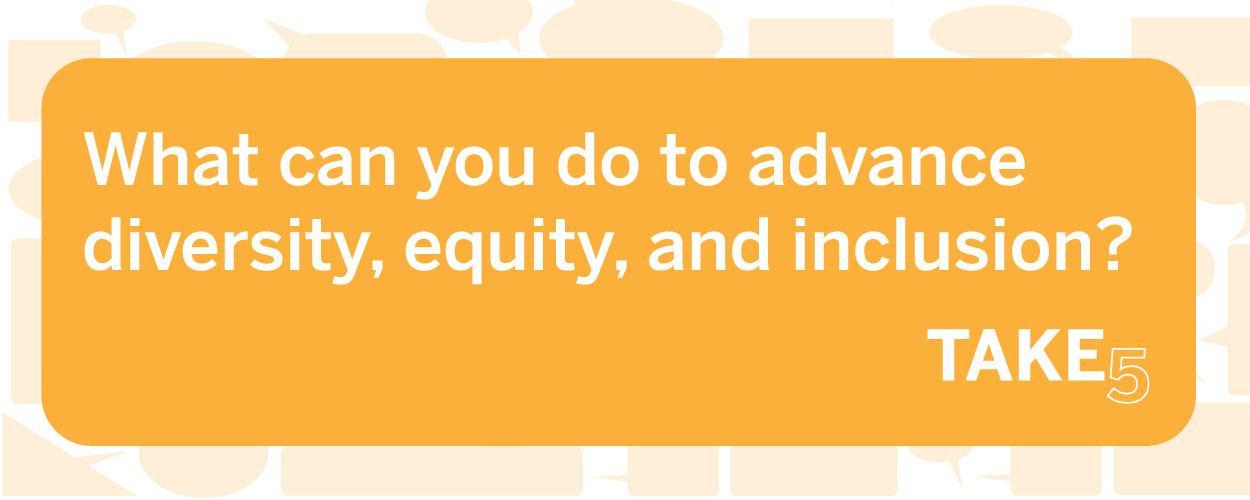 What can you do to advance
diversity, equity, and inclusion?
TAKE5